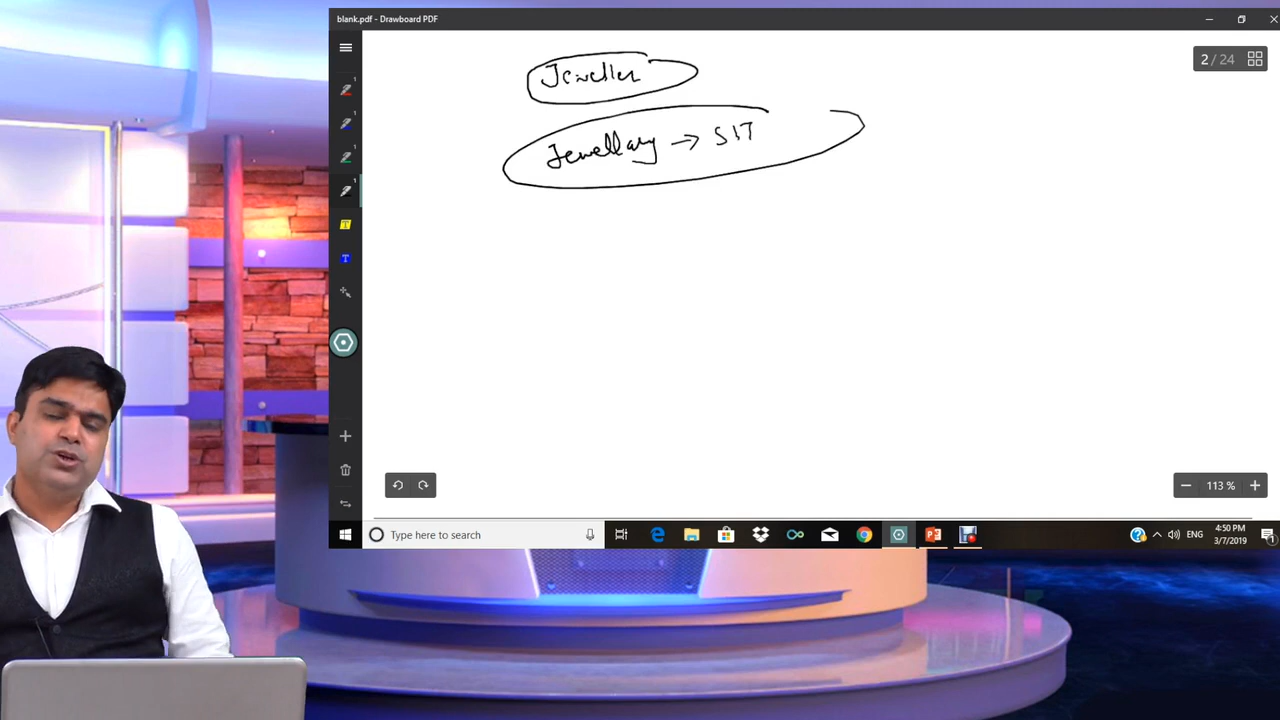 blank.pdf - Drawboard PDF
2 / 24
Jeweller
Jewellary → SIT
113 %
Type here to search
ENG
4:50 PM
3/7/2019